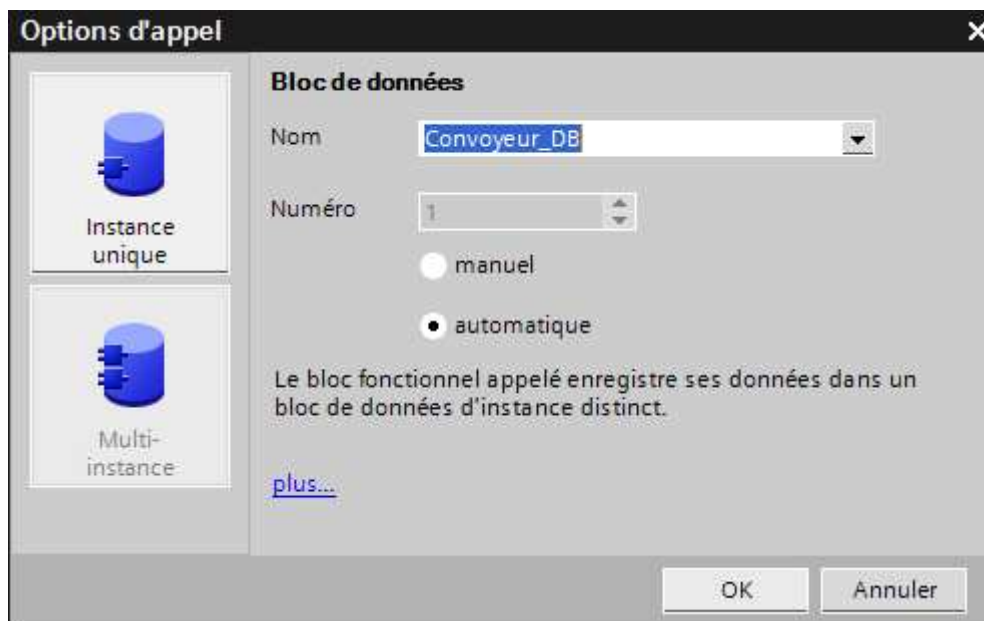 Options d'appel
Instance
unique
Multi-
instance
Bloc de données
Nom
Convoyeur_DB
Numéro
1
manuel
automatique
Le bloc fonctionnel appelé enregistre ses données dans un
bloc de données d'instance distinct.
plus...
OK
Annuler